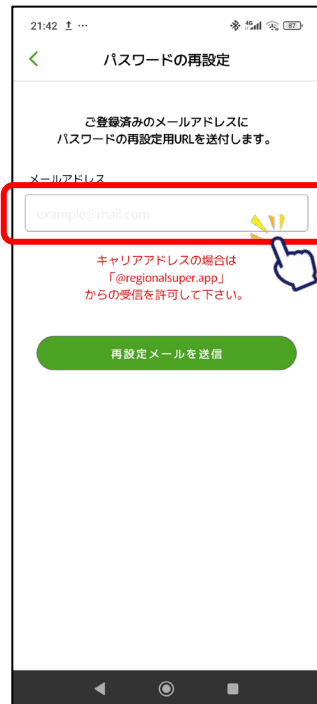 21:42
4G
87
パスワードの再設定
ご登録済みのメールアドレスに
パスワードの再設定用URLを送付します。
メールアドレス
example@mail.com
キャリアアドレスの場合は
「@regionalsuper.app」
からの受信を許可して下さい。
再設定メールを送信